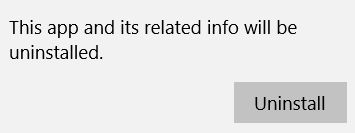 This app and its related info will be
uninstalled.
Uninstall